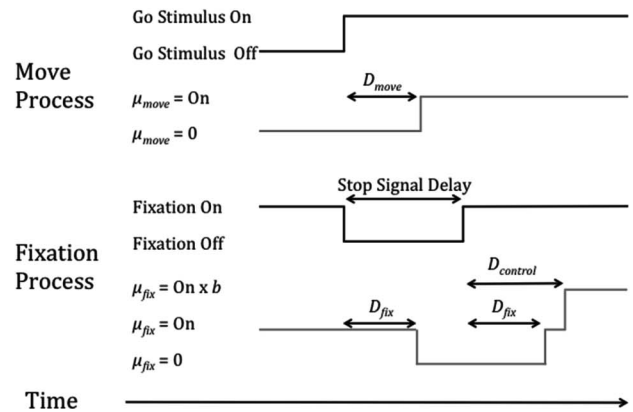 Go Stimulus On
Go Stimulus Off
Move
Process
D_move
μ_move = On
μ_move = 0
Stop Signal Delay
Fixation On
Fixation Off
Fixation
Process
D_control
μ_fix = On x b
D_fix
D_fix
μ_fix = On
μ_fix = 0
Time